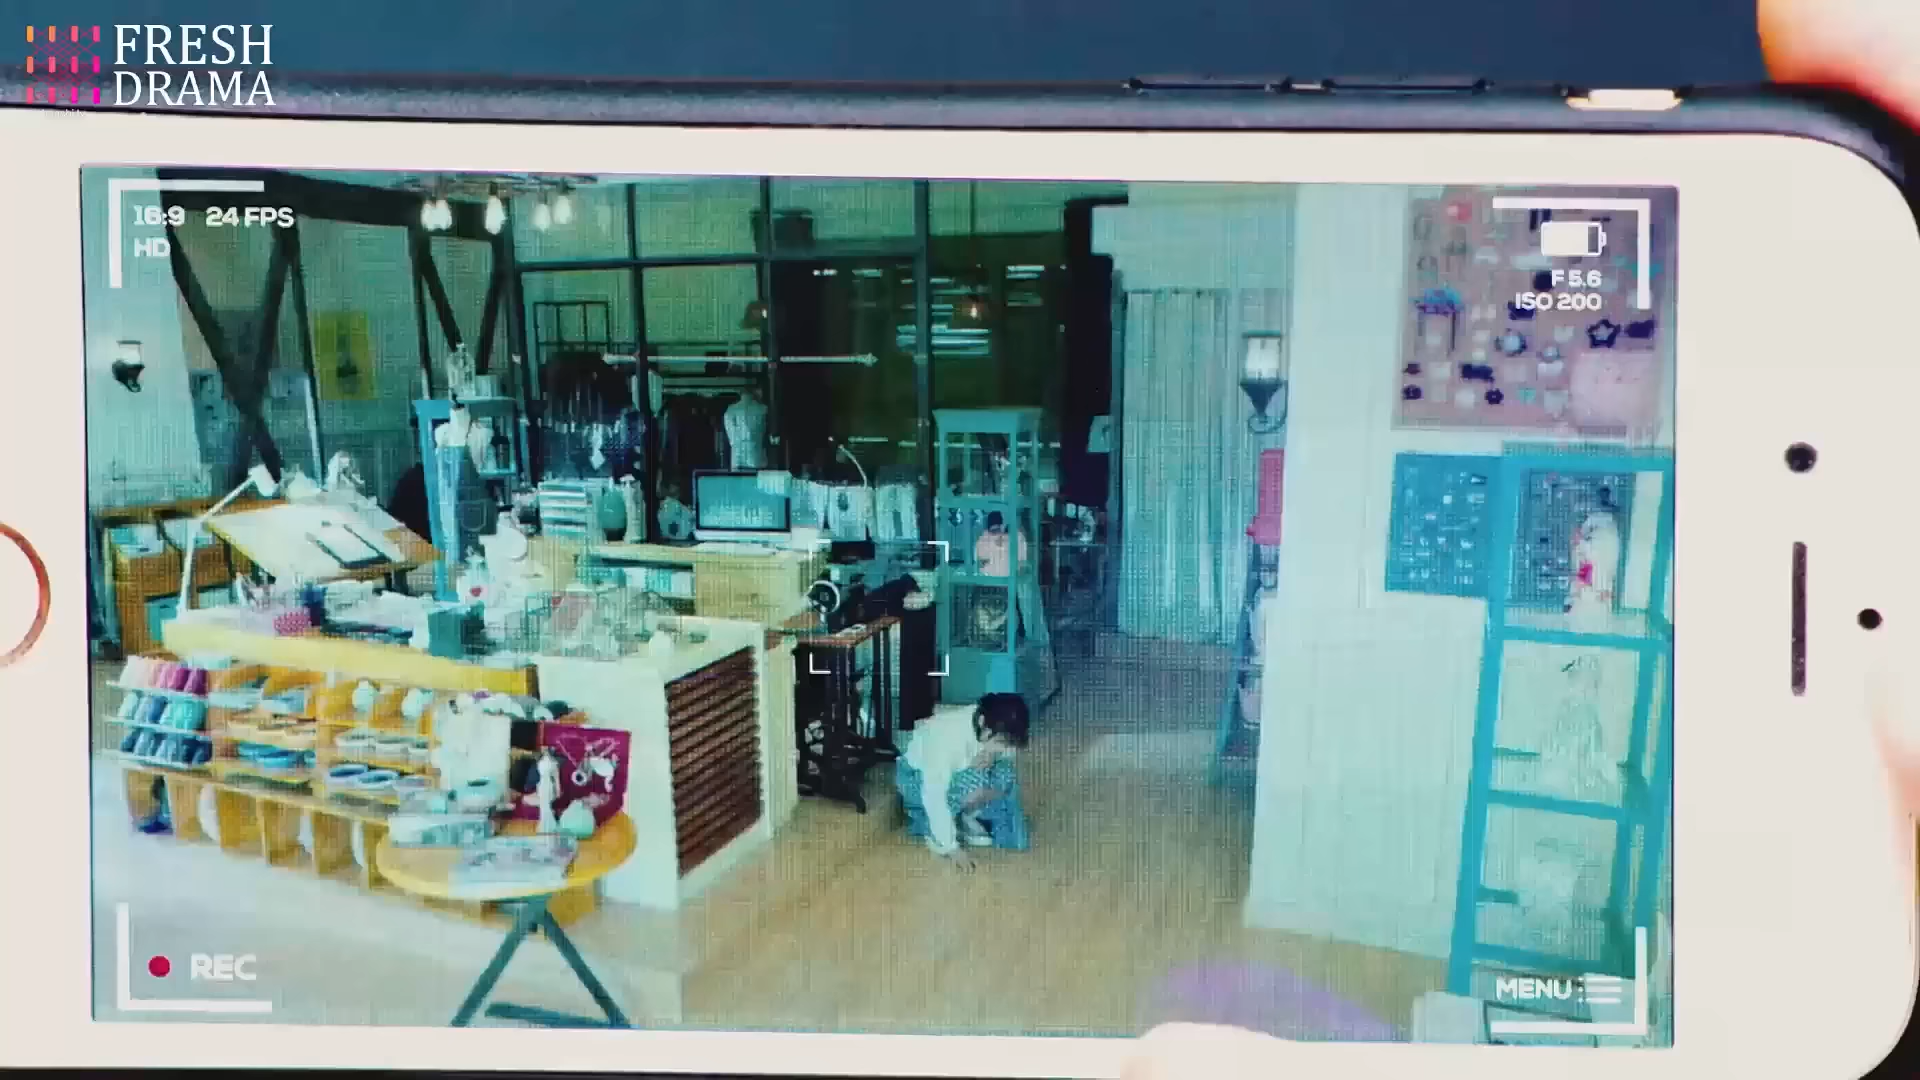 FRESH
DRAMA
16:9 24 FPS
HD
F 5.6
ISO 200
REC
MENU